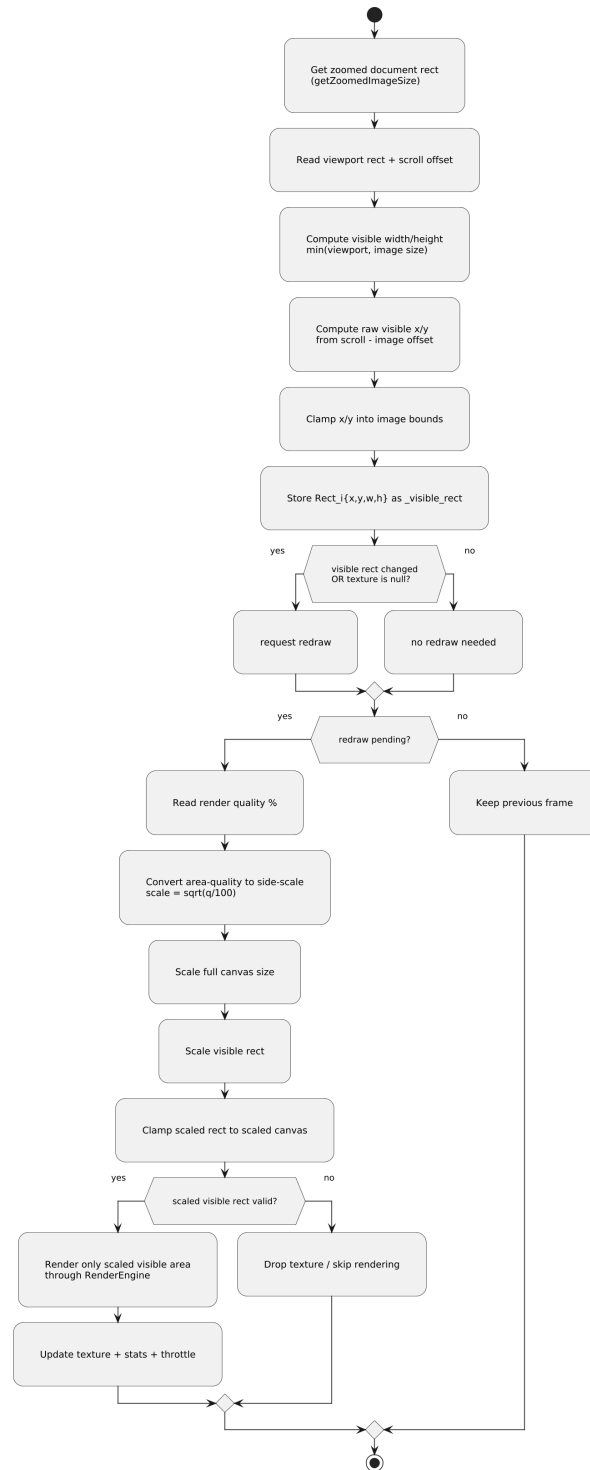 Get zoomed document rect
(getZoomedImageSize)
Read viewport rect + scroll offset
Compute visible width/height
min(viewport, image size)
Compute raw visible x/y
from scroll - image offset
Clamp x/y into image bounds
Store Rect_i{x,y,w,h} as _visible_rect
yes
visible rect changed
OR texture is null?
no
request redraw
no redraw needed
yes
redraw pending?
no
Read render quality %
Keep previous frame
Convert area-quality to side-scale
scale = sqrt(q/100)
Scale full canvas size
Scale visible rect
Clamp scaled rect to scaled canvas
yes
scaled visible rect valid?
no
Render only scaled visible area
through RenderEngine
Drop texture / skip rendering
Update texture + stats + throttle